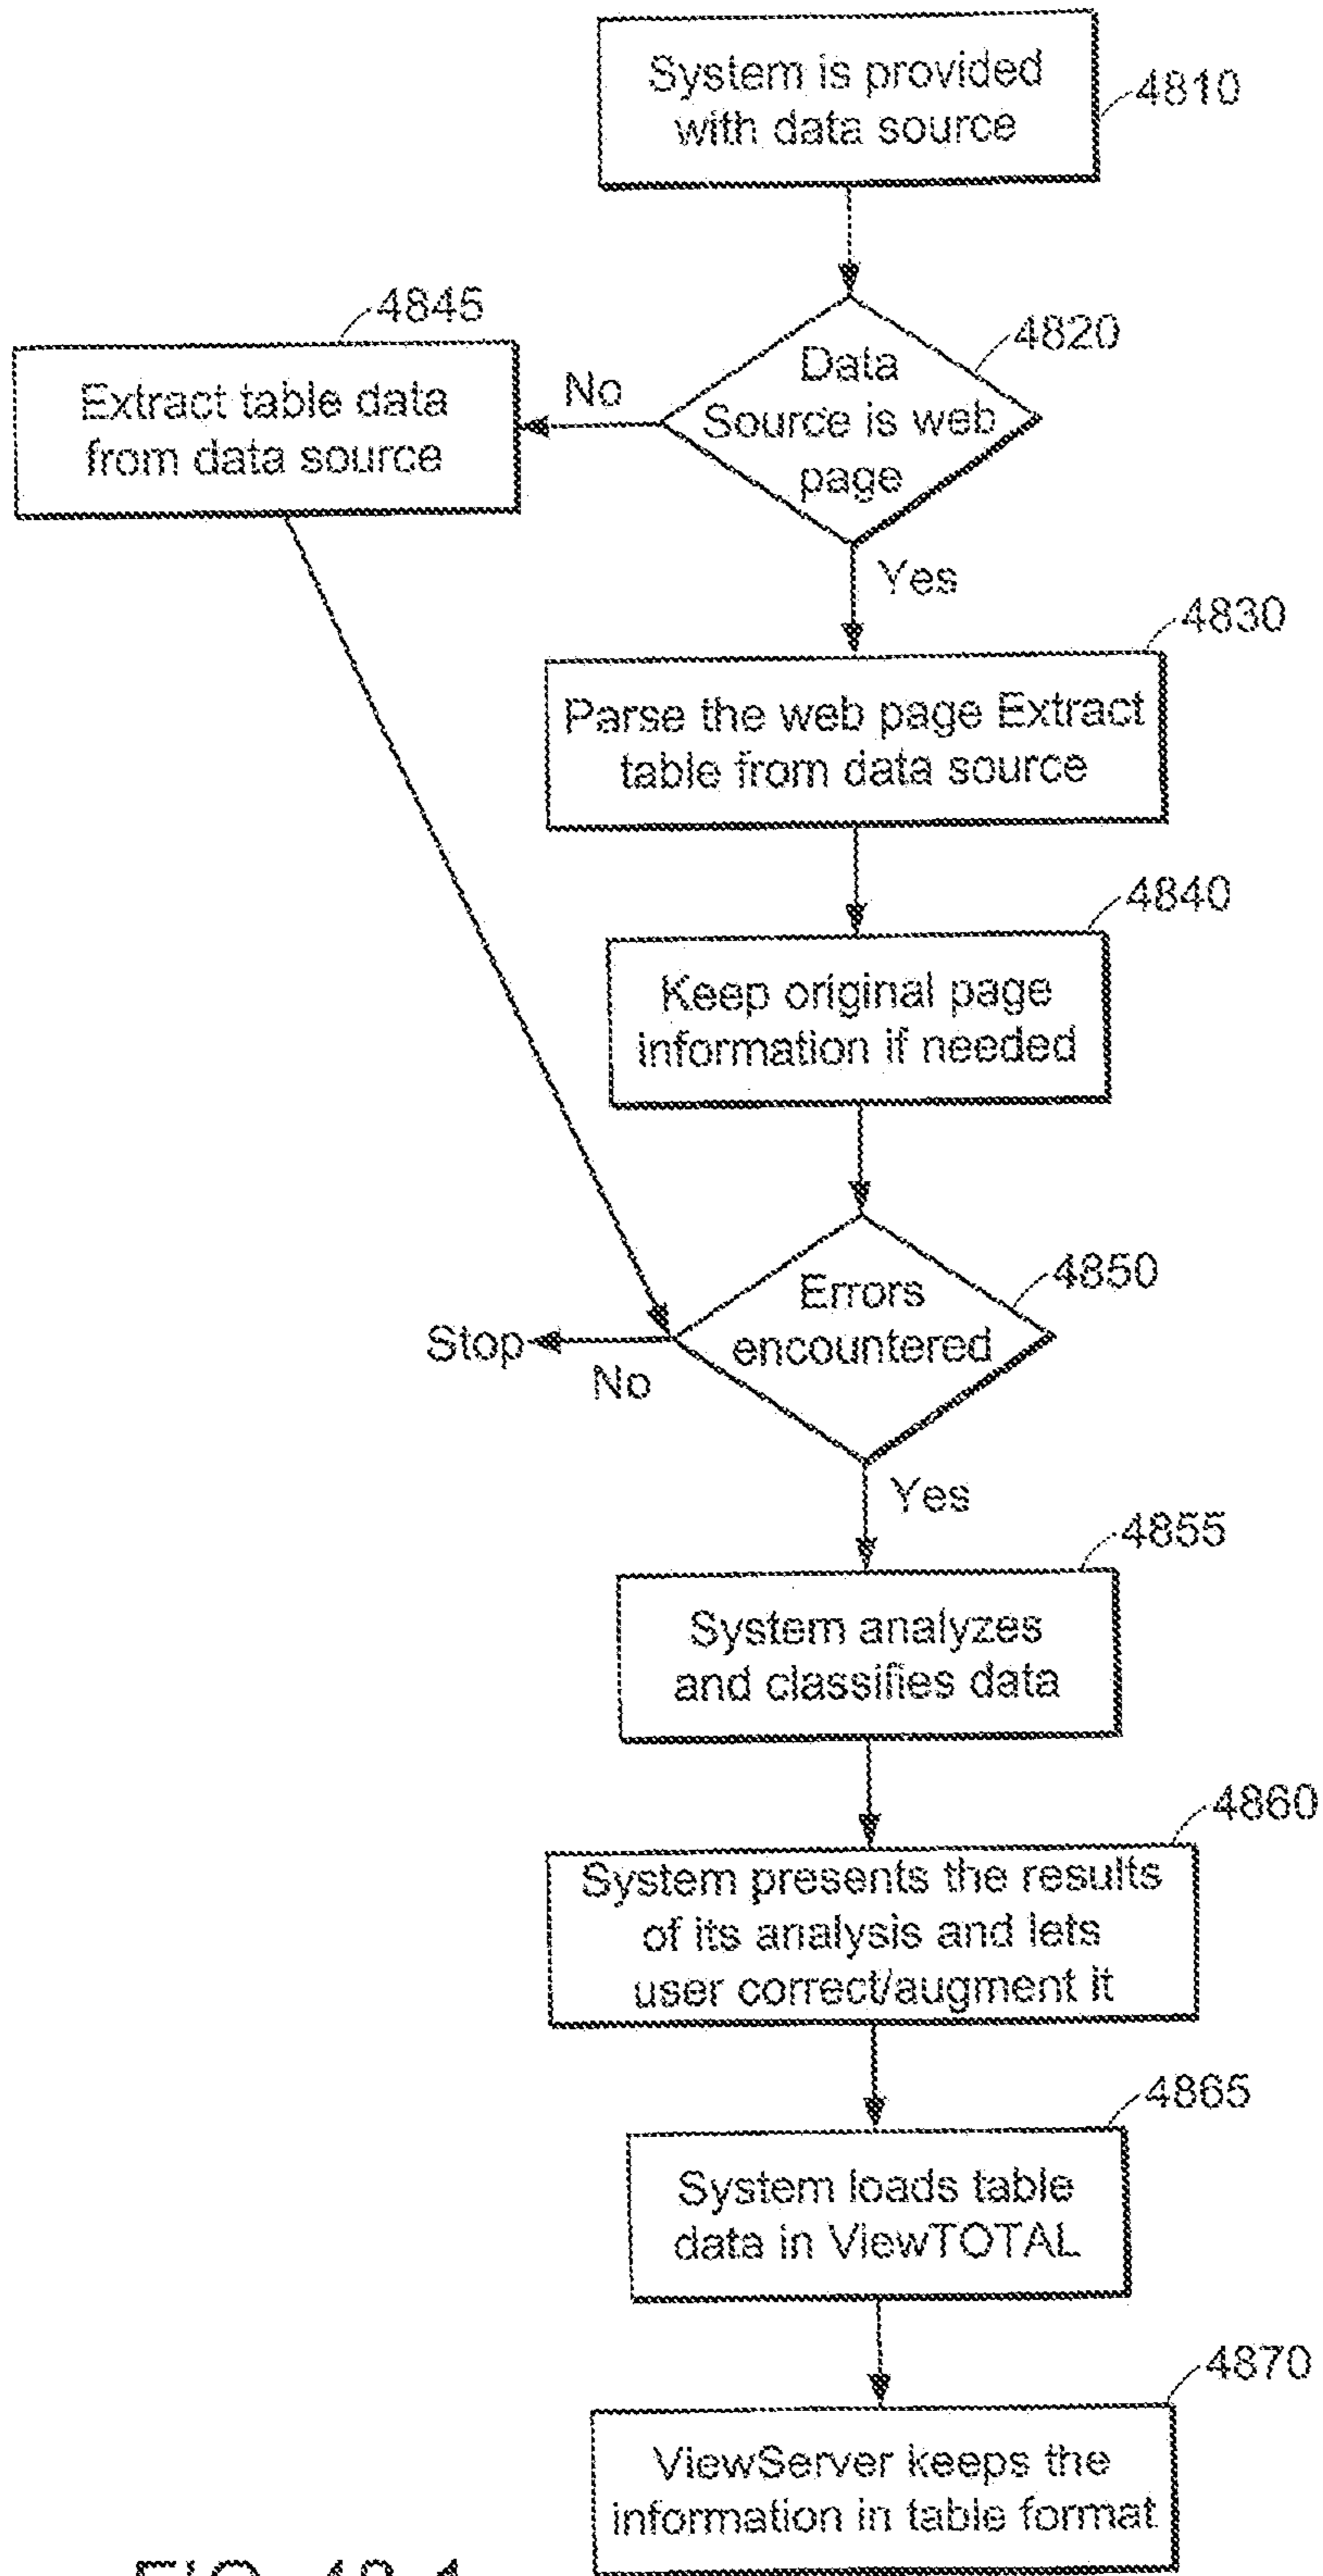 System is provided
with data source
4810
4845
Extract table data
from data source
No
Data
Source is web
page
4820
Yes
4830
Parse the web page Extract
table from data source
4840
Keep original page
information if needed
Errors
encountered
4850
Stop
No
Yes
4855
System analyzes
and classifies data
4860
System presents the results
of its analysis and lets
user correct/augment it
4865
System loads table
data in ViewTOTAL
4870
ViewServer keeps the
information in table format
FIG. 48-1